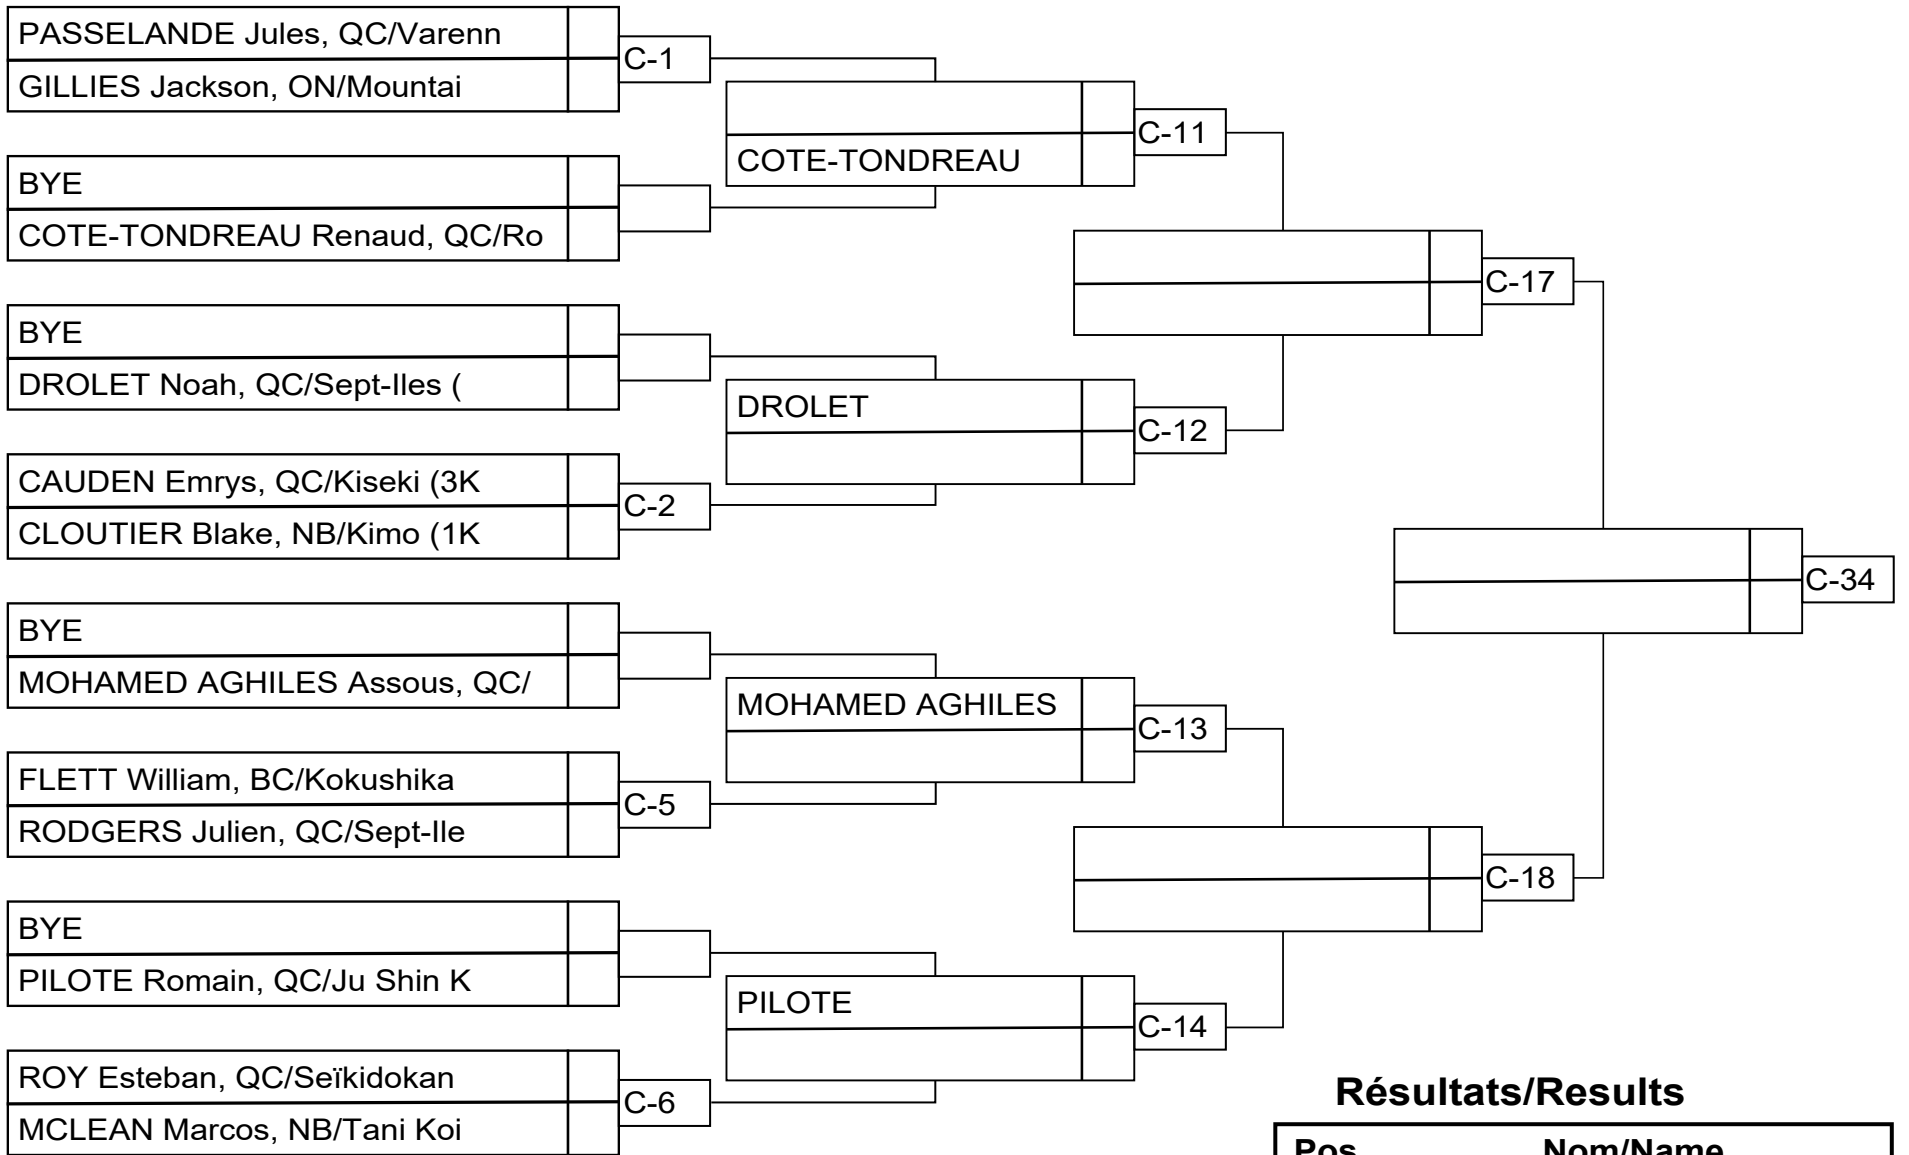 PASSELANDE Jules, QC/Varenn
GILLIES Jackson, ON/Mountai
C-1
BYE
COTE-TONDREAU Renaud, QC/Ro
COTE-TONDREAU
C-11
BYE
DROLET Noah, QC/Sept-Iles (
DROLET
C-12
CAUDEN Emrys, QC/Kiseki (3K
CLOUTIER Blake, NB/Kimo (1K
C-2
C-17
BYE
MOHAMED AGHILES Assous, QC/
MOHAMED AGHILES
C-13
FLETT William, BC/Kokushika
RODGERS Julien, QC/Sept-Ile
C-5
C-34
BYE
PILOTE Romain, QC/Ju Shin K
PILOTE
C-14
ROY Esteban, QC/Seïkidokan
MCLEAN Marcos, NB/Tani Koi
C-6
C-18
Résultats/Results
Pos Nom/Name